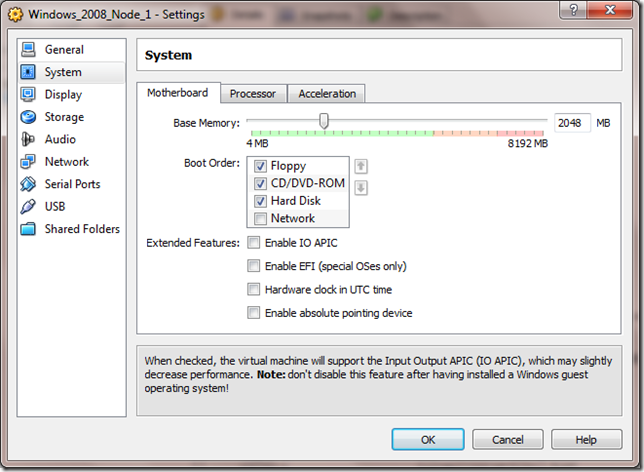 Windows_2008_Node_1 - Settings
?
General
System
Display
Storage
Audio
Network
Serial Ports
USB
Shared Folders
System
Motherboard
Processor
Acceleration
Base Memory:
2048
MB
4 MB
8192 MB
Boot Order:
Floppy
CD/DVD-ROM
Hard Disk
Network
Extended Features:
Enable IO APIC
Enable EFI (special OSes only)
Hardware clock in UTC time
Enable absolute pointing device
When checked, the virtual machine will support the Input Output APIC (IO APIC), which may slightly
decrease performance. Note: don't disable this feature after having installed a Windows guest
operating system!
OK
Cancel
Help